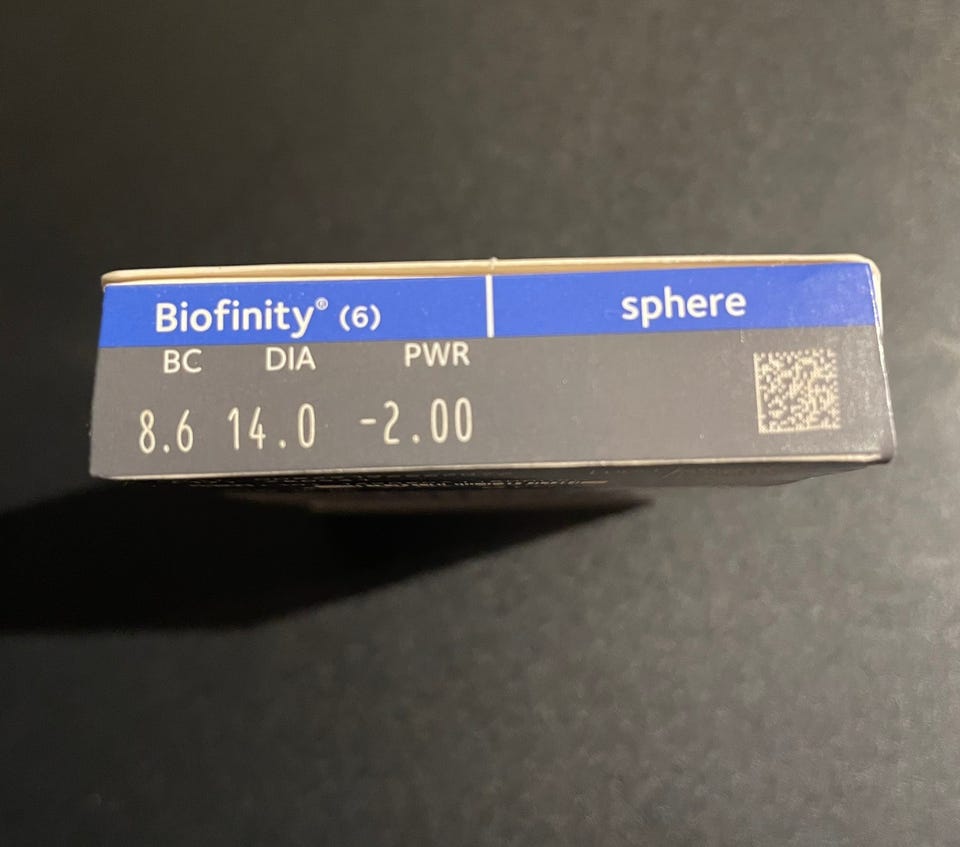 Biofinity® (6) sphere
BC DIA PWR
8.6 14.0 -2.00